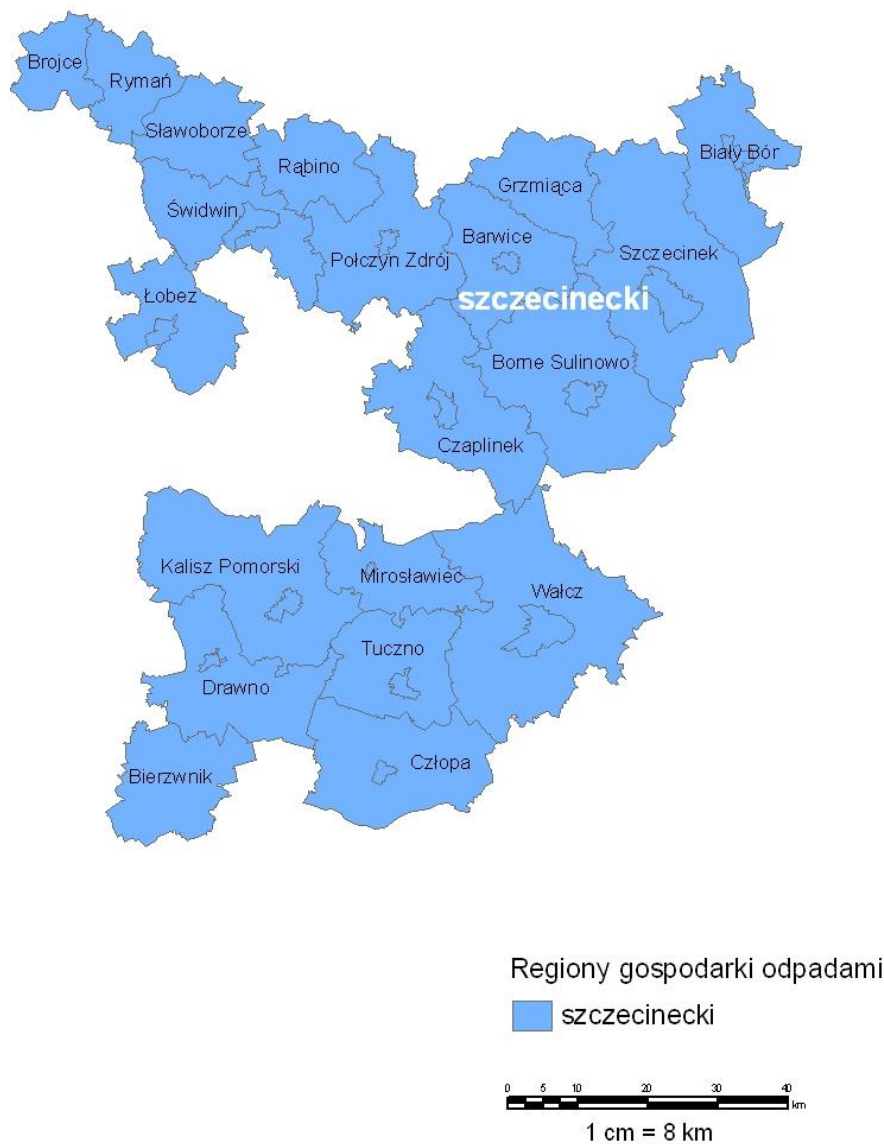 Brojce
Rymań
Sławoborze
Rąbino
Biały Bór
Grzmiąca
Świdwin
Barwice
Szczecinek
Połczyn Zdrój
Łobez
szczecinecki
Borne Sulinowo
Czaplinek
Kalisz Pomorski
Mirosławiec
Wałcz
Tuczno
Drawno
Człopa
Bierzwnik
Regiony gospodarki odpadami
szczecinecki
0 5 10 20 30 40
km
1 cm = 8 km